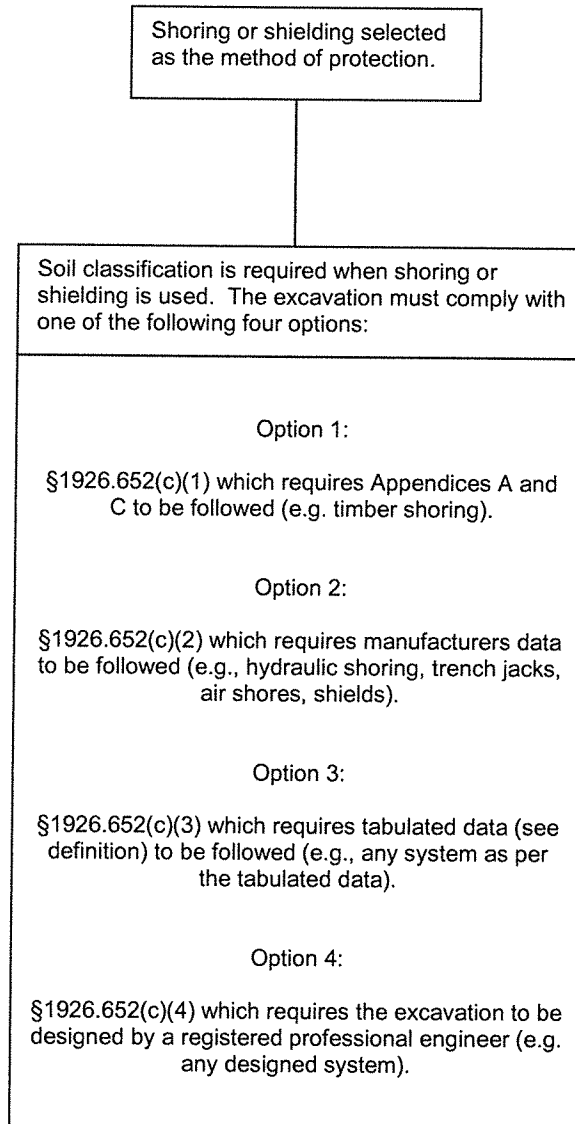 Shoring or shielding selected
as the method of protection.
Soil classification is required when shoring or
shielding is used.  The excavation must comply with
one of the following four options:
Option 1:
§1926.652(c)(1) which requires Appendices A and
C to be followed (e.g. timber shoring).
Option 2:
§1926.652(c)(2) which requires manufacturers data
to be followed (e.g., hydraulic shoring, trench jacks,
air shores, shields).
Option 3:
§1926.652(c)(3) which requires tabulated data (see
definition) to be followed (e.g., any system as per
the tabulated data).
Option 4:
§1926.652(c)(4) which requires the excavation to be
designed by a registered professional engineer (e.g.
any designed system).